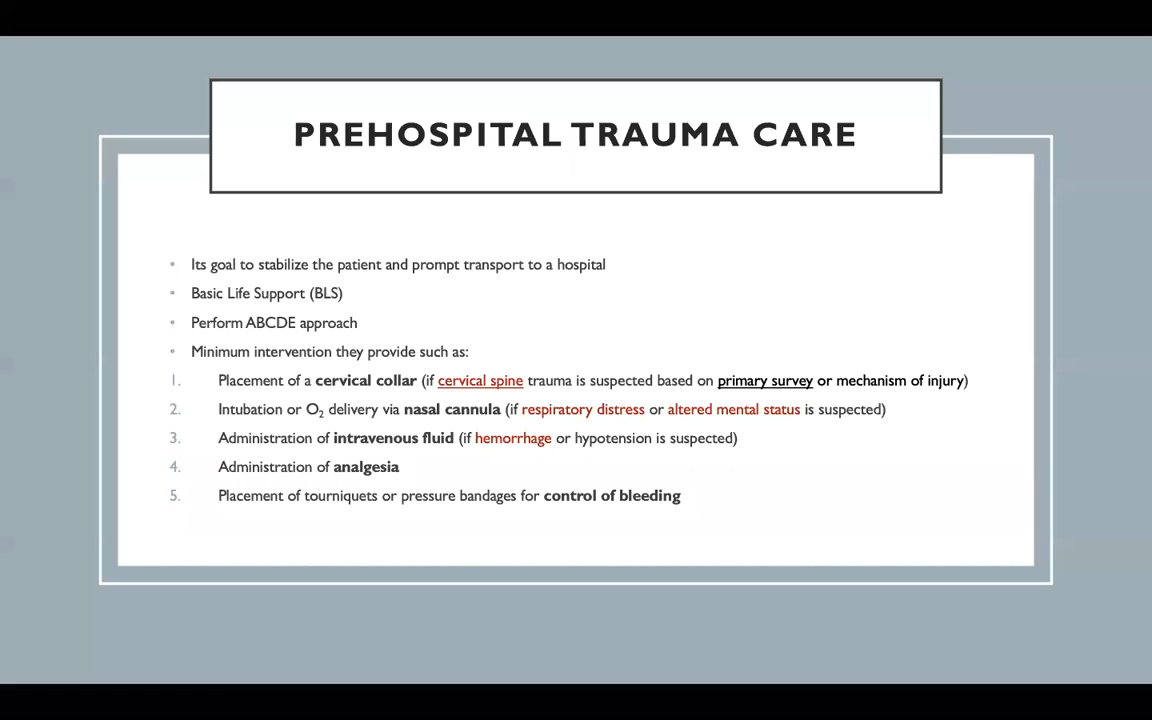 PREHOSPITAL TRAUMA CARE
• Its goal to stabilize the patient and prompt transport to a hospital
• Basic Life Support (BLS)
• Perform ABCDE approach
• Minimum intervention they provide such as:
1. Placement of a cervical collar (if cervical spine trauma is suspected based on primary survey or mechanism of injury)
2. Intubation or O₂ delivery via nasal cannula (if respiratory distress or altered mental status is suspected)
3. Administration of intravenous fluid (if hemorrhage or hypotension is suspected)
4. Administration of analgesia
5. Placement of tourniquets or pressure bandages for control of bleeding